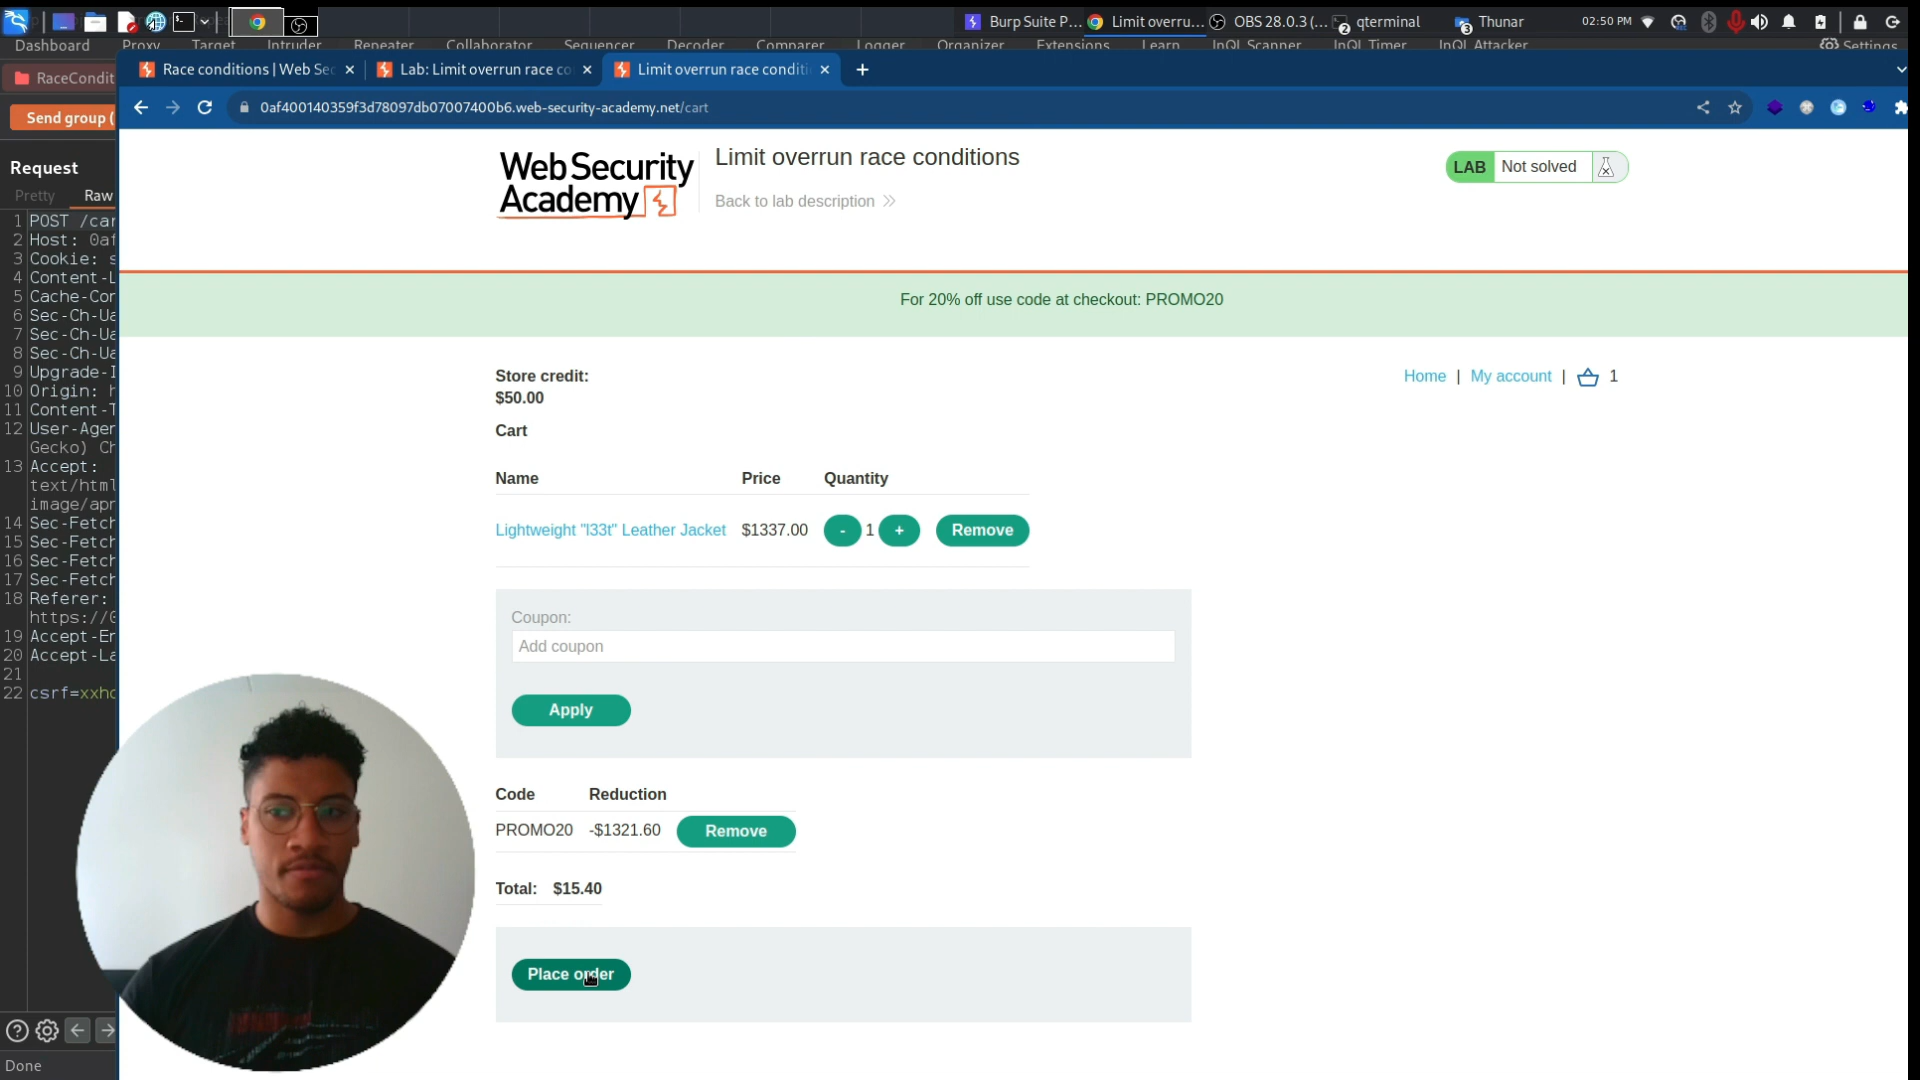 Burp Suite P...
Limit overru...
OBS 28.0.3 (...
qterminal
2
Thunar
3
02:50 PM
Dashboard
Proxy
Target
Intruder
Repeater
Collaborator
Sequencer
Decoder
Comparer
Logger
Organizer
Extensions
Learn
InQL Scanner
InQL Timer
InQL Attacker
Settings
RaceCondit
Race conditions | Web Sec
Lab: Limit overrun race co
Limit overrun race conditi
0af400140359f3d78097db07007400b6.web-security-academy.net/cart
Send group (
Request
Pretty
Raw
1 POST /car
2 Host: 0af
3 Cookie: s
4 Content-L
5 Cache-Con
6 Sec-Ch-Ua
7 Sec-Ch-Ua
8 Sec-Ch-Ua
9 Upgrade-I
10 Origin: h
11 Content-T
12 User-Agen
Gecko) Ch
13 Accept:
text/html
image/apn
14 Sec-Fetch
15 Sec-Fetch
16 Sec-Fetch
17 Sec-Fetch
18 Referer:
https://0
19 Accept-En
20 Accept-La
21
22 csrf=xxhc
Done
Web Security
Academy
Limit overrun race conditions
Back to lab description
LAB
Not solved
For 20% off use code at checkout: PROMO20
Store credit:
$50.00
Home | My account | 1
Cart
Name Price Quantity
Lightweight "l33t" Leather Jacket $1337.00 - 1 + Remove
Coupon:
Add coupon
Apply
Code Reduction
PROMO20 -$1321.60 Remove
Total: $15.40
Place order